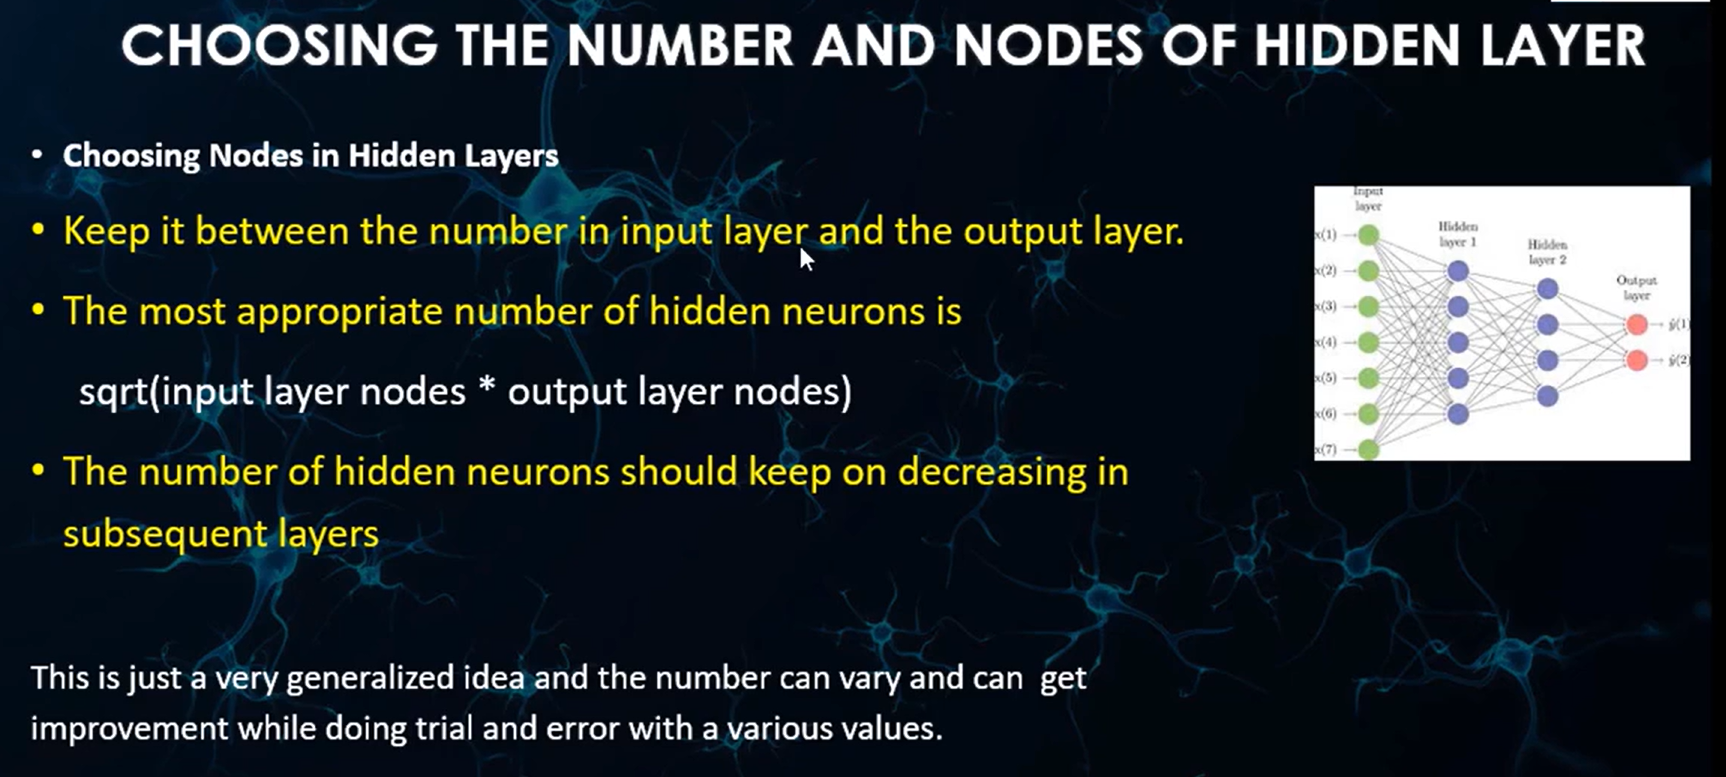 CHOOSING THE NUMBER AND NODES OF HIDDEN LAYER
• Choosing Nodes in Hidden Layers
• Keep it between the number in input layer and the output layer.
• The most appropriate number of hidden neurons is
sqrt(input layer nodes * output layer nodes)
• The number of hidden neurons should keep on decreasing in
subsequent layers
This is just a very generalized idea and the number can vary and can get
improvement while doing trial and error with a various values.
Input
layer
x(1)
x(2)
x(3)
x(4)
x(5)
x(6)
x(7)
Hidden
layer 1
Hidden
layer 2
Output
layer
ŷ(1)
ŷ(2)